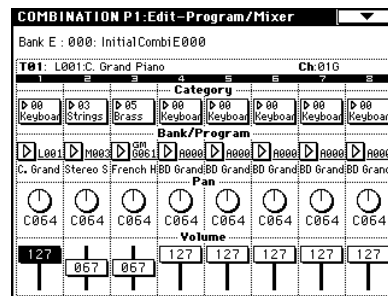 COMBINATION P1:Edit-Program/Mixer
Bank E : 000: InitialCombiE000
T01: L001:C. Grand Piano Ch:01G
1 2 3 4 5 6 7 8
Category
00 03 05 00 00 00 00 00
Keyboar Strings Brass Keyboar Keyboar Keyboar Keyboar Keyboar
Bank/Program
L001 M003 GM G061 A000 A000 A000 A000 A000
C. Grand Stereo S French H BD Grand BD Grand BD Grand BD Grand BD Grand
Pan
C064 C064 C064 C064 C064 C064 C064 C064
Volume
127 067 067 127 127 127 127 127